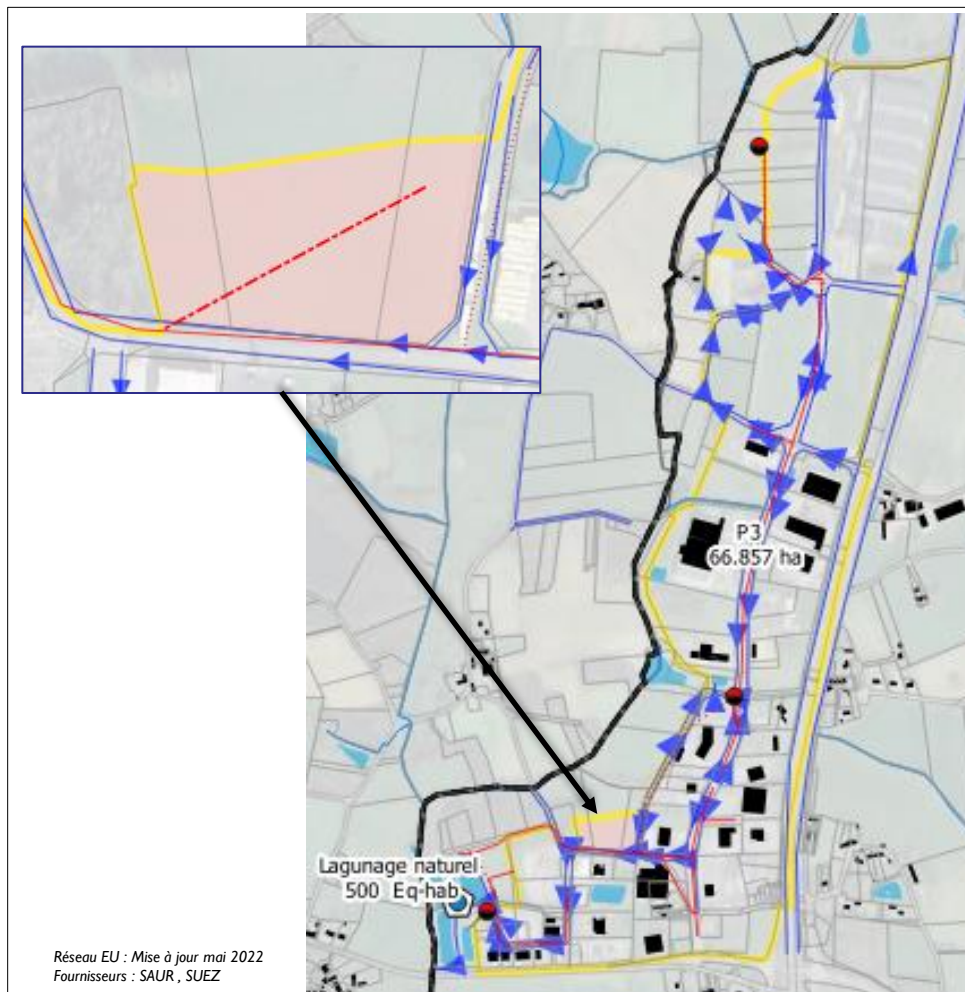 P3
66.857 ha
Lagunage naturel
500 Eq-hab
Réseau EU : Mise à jour mai 2022
Fournisseurs : SAUR , SUEZ